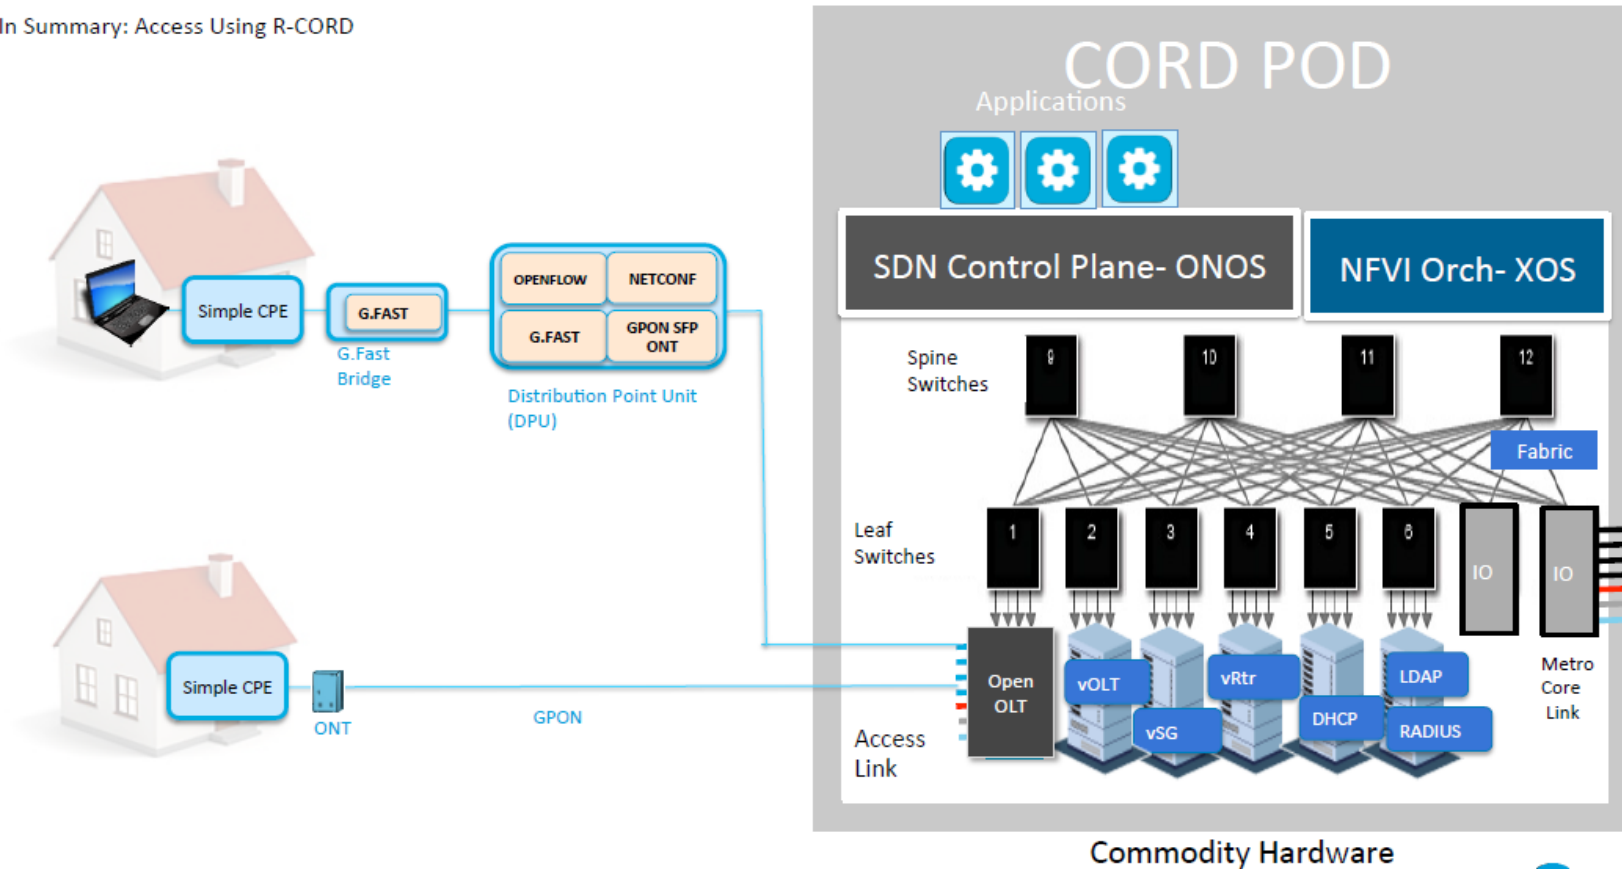 In Summary: Access Using R-CORD
CORD POD
Applications
SDN Control Plane- ONOS
NFVI Orch- XOS
Simple CPE
G.FAST
G.Fast
Bridge
OPENFLOW
NETCONF
G.FAST
GPON SFP
ONT
Distribution Point Unit
(DPU)
Spine
Switches
9
10
11
12
Fabric
Leaf
Switches
1
2
3
4
5
6
IO
IO
Simple CPE
ONT
GPON
Open
OLT
vOLT
vSG
vRtr
DHCP
LDAP
RADIUS
Metro
Core
Link
Access
Link
Commodity Hardware